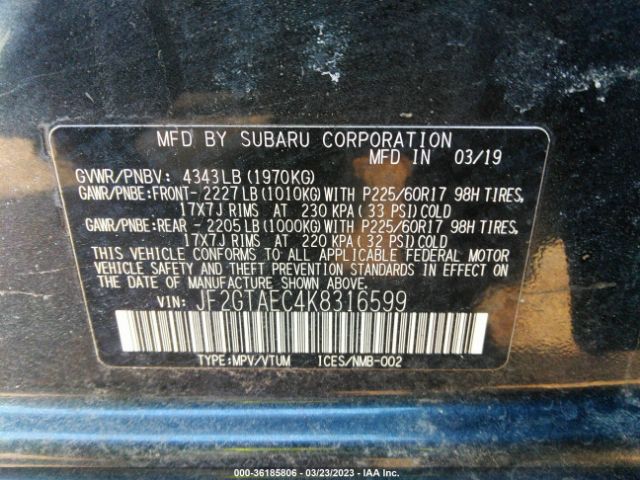 MFD BY SUBARU CORPORATION
MFD IN 03/19
GVWR/PNBV: 4343LB (1970KG)
GAWR/PNBE:FRONT- 2227LB (1010KG) WITH P225/60R17 98H TIRES,
17X7J RIMS AT 230 KPA (33 PSI) COLD
GAWR/PNBE:REAR - 2205LB (1000KG) WITH P225/60R17 98H TIRES,
17X7J RIMS AT 220 KPA (32 PSI) COLD
THIS VEHICLE CONFORMS TO ALL APPLICABLE FEDERAL MOTOR
VEHICLE SAFETY AND THEFT PREVENTION STANDARDS IN EFFECT ON
THE DATE OF MANUFACTURE SHOWN ABOVE.
VIN: JF2GTAEC4K8316599
TYPE:MPV/VTUM ICES/NMB-002
000-36185806 - 03/23/2023 - IAA Inc.